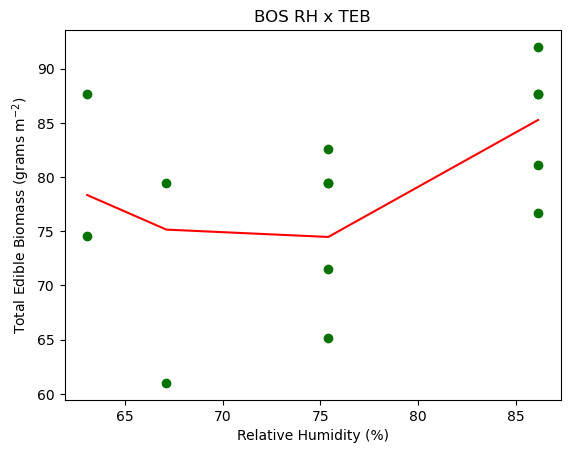 BOS RH x TEB
Total Edible Biomass (grams m⁻²)
90
85
80
75
70
65
60
65 70 75 80 85
Relative Humidity (%)